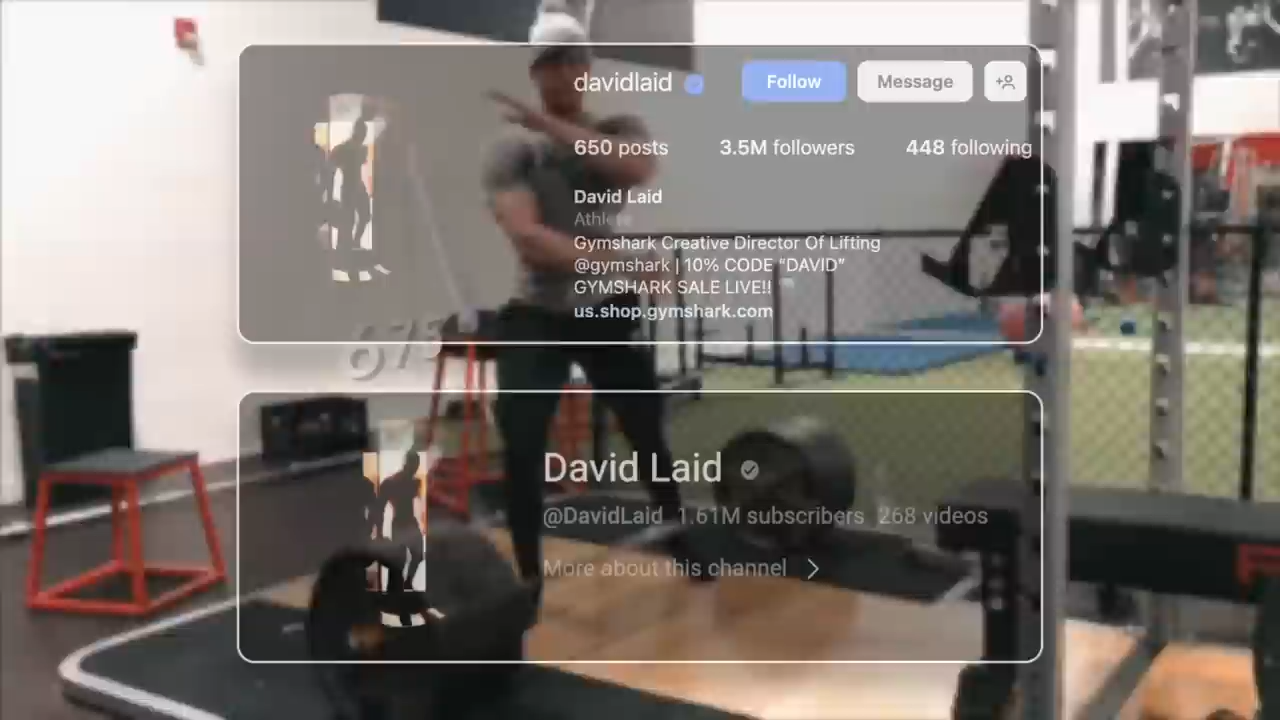 davidlaid Follow Message
650 posts 3.5M followers 448 following
David Laid
Athlete
Gymshark Creative Director Of Lifting
@gymshark | 10% CODE “DAVID”
GYMSHARK SALE LIVE!!
us.shop.gymshark.com
675
David Laid
@DavidLaid 1.61M subscribers 268 videos
More about this channel